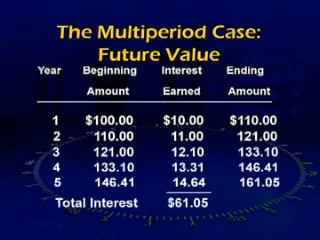 The Multiperiod Case:
Future Value
Year Beginning Interest Ending
Amount Earned Amount
1 $100.00 $10.00 $110.00
2 110.00 11.00 121.00
3 121.00 12.10 133.10
4 133.10 13.31 146.41
5 146.41 14.64 161.05
Total Interest $61.05